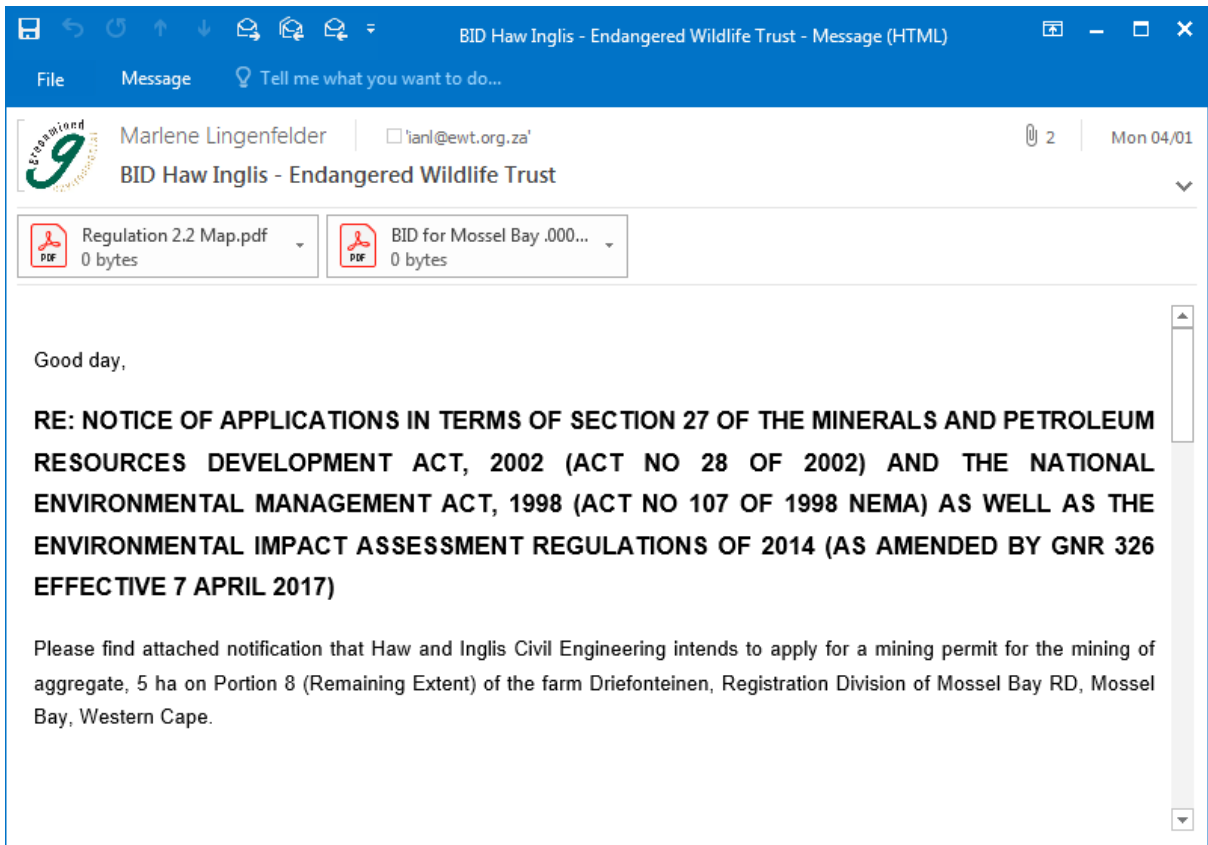 BID Haw Inglis - Endangered Wildlife Trust - Message (HTML)
File Message Tell me what you want to do...
Marlene Lingenfelder 'ianl@ewt.org.za' 2 Mon 04/01
BID Haw Inglis - Endangered Wildlife Trust
Regulation 2.2 Map.pdf BID for Mossel Bay .000...
PDF 0 bytes PDF 0 bytes
Good day,
RE: NOTICE OF APPLICATIONS IN TERMS OF SECTION 27 OF THE MINERALS AND PETROLEUM
RESOURCES DEVELOPMENT ACT, 2002 (ACT NO 28 OF 2002) AND THE NATIONAL
ENVIRONMENTAL MANAGEMENT ACT, 1998 (ACT NO 107 OF 1998 NEMA) AS WELL AS THE
ENVIRONMENTAL IMPACT ASSESSMENT REGULATIONS OF 2014 (AS AMENDED BY GNR 326
EFFECTIVE 7 APRIL 2017)
Please find attached notification that Haw and Inglis Civil Engineering intends to apply for a mining permit for the mining of
aggregate, 5 ha on Portion 8 (Remaining Extent) of the farm Driefonteinen, Registration Division of Mossel Bay RD, Mossel
Bay, Western Cape.